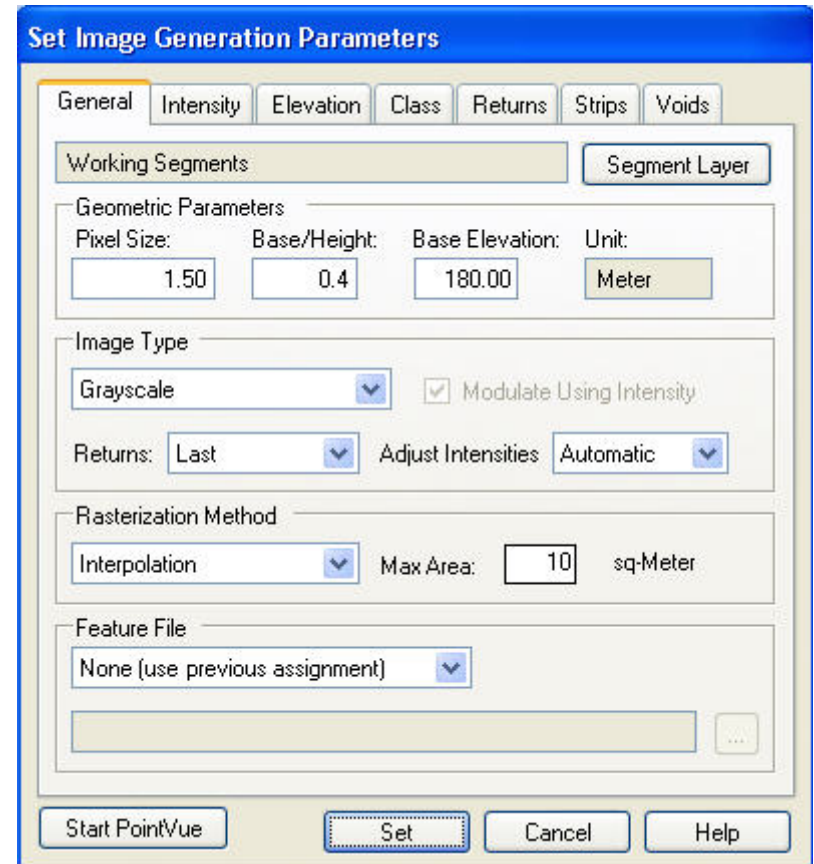 Set Image Generation Parameters
General Intensity Elevation Class Returns Strips Voids
Working Segments Segment Layer
Geometric Parameters
Pixel Size: Base/Height: Base Elevation: Unit:
1.50 0.4 180.00 Meter
Image Type
Grayscale Modulate Using Intensity
Returns: Last Adjust Intensities Automatic
Rasterization Method
Interpolation Max Area: 10 sq-Meter
Feature File
None (use previous assignment)
...
Start PointVue Set Cancel Help